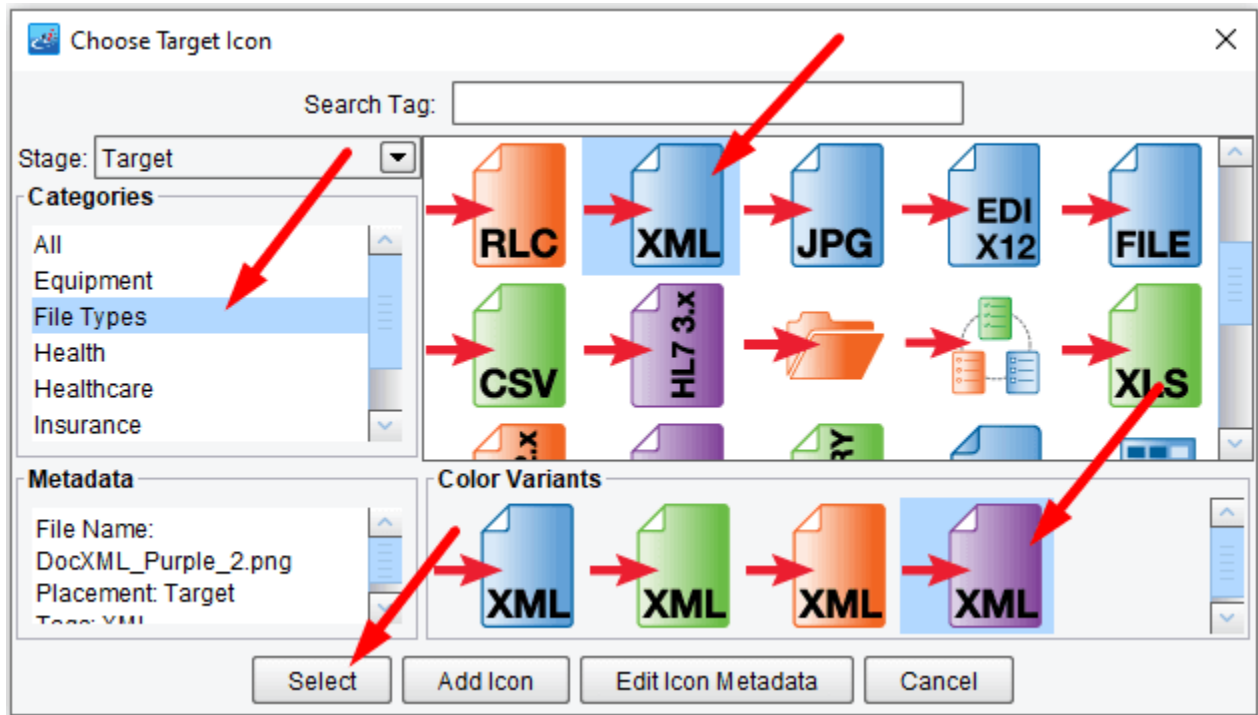 Choose Target Icon
Search Tag:
Stage: Target
Categories
All
Equipment
File Types
Health
Healthcare
Insurance
RLC
XML
JPG
EDI
X12
FILE
CSV
HL7 3.x
XLS
Metadata
File Name:
DocXML_Purple_2.png
Placement: Target
Tags: XML
Color Variants
XML
XML
XML
XML
Select
Add Icon
Edit Icon Metadata
Cancel